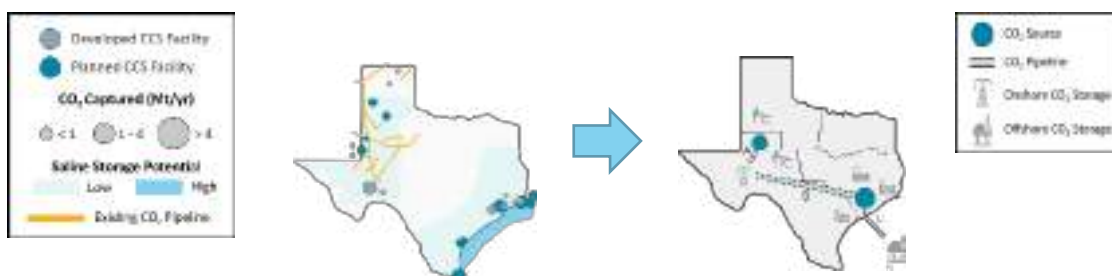 Developed CCS Facility
Planned CCS Facility
CO₂ Captured (Mt/yr)
< 1
1 - 4
> 4
Saline Storage Potential
Low
High
Existing CO₂ Pipeline
CO₂ Source
CO₂ Pipeline
Onshore CO₂ Storage
Offshore CO₂ Storage